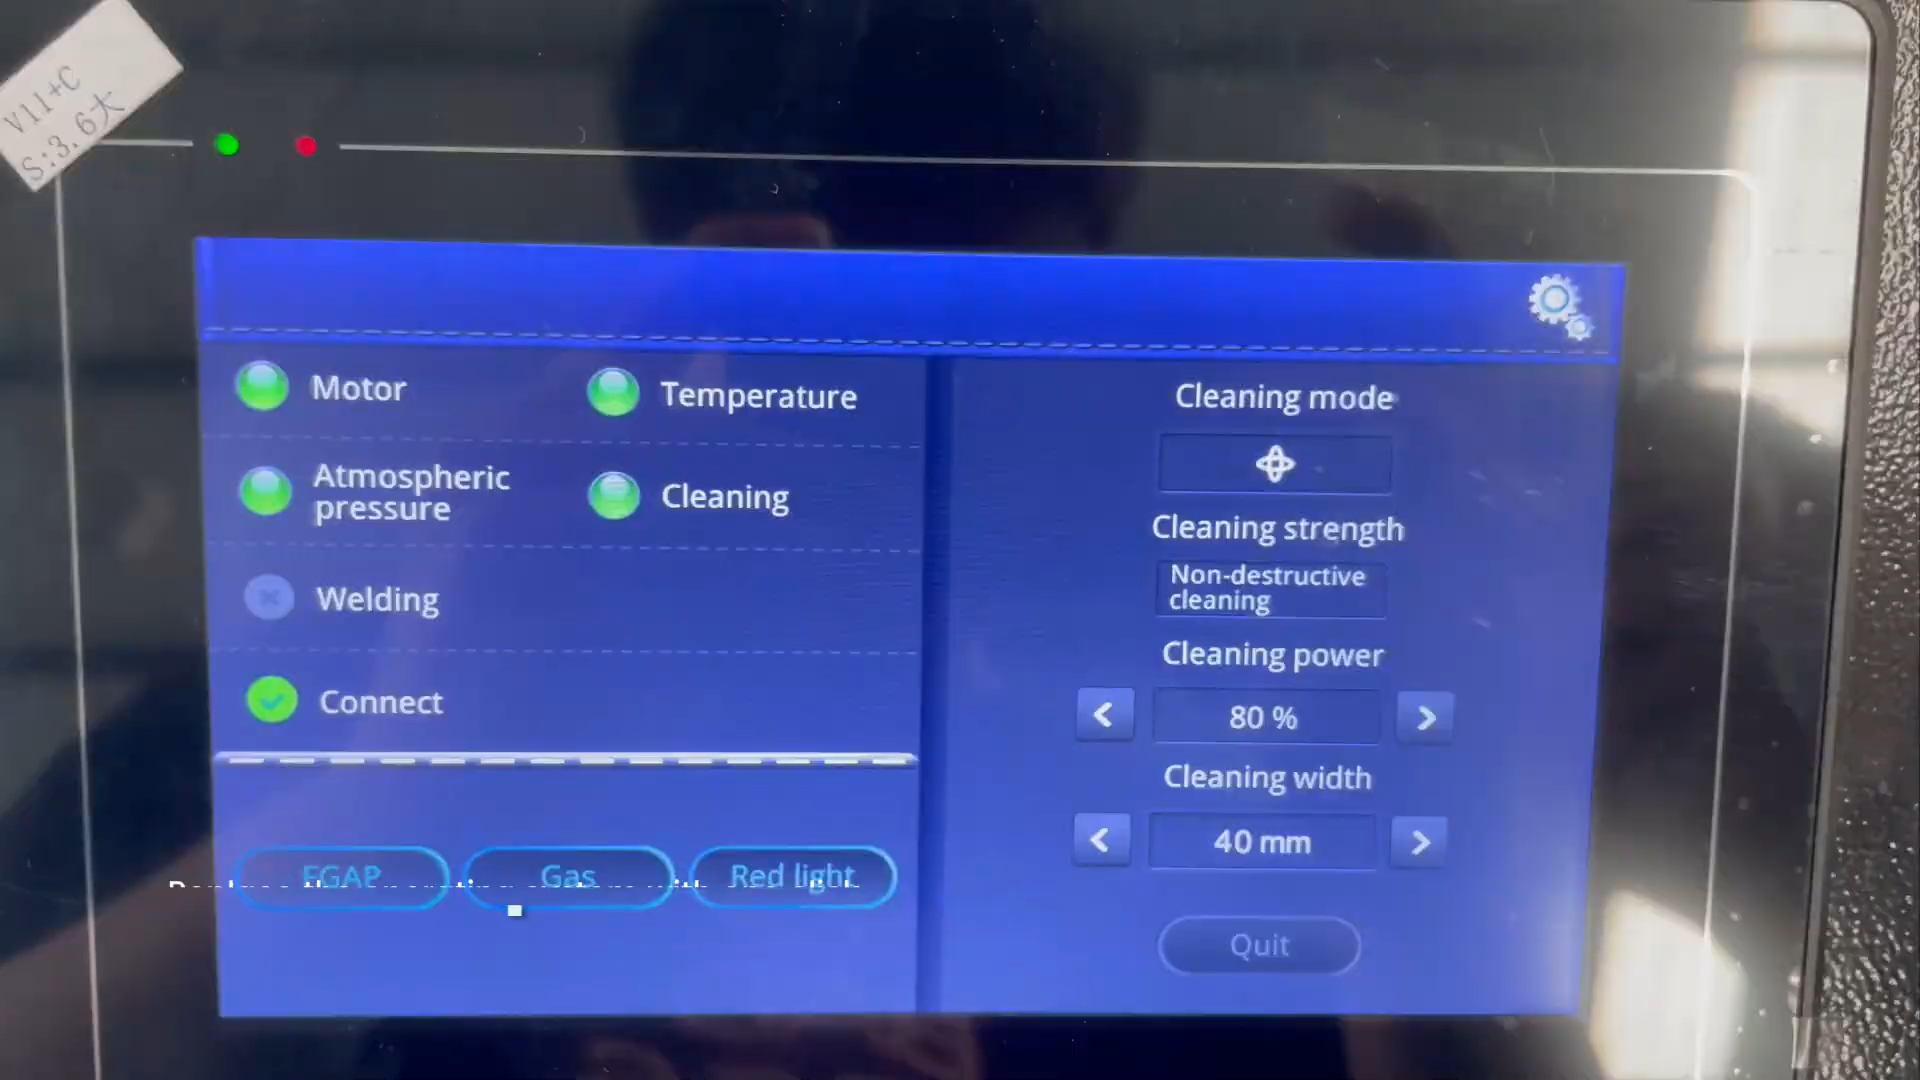 V11+C
S:3.6大
Motor
Temperature
Atmospheric
pressure
Cleaning
Welding
Connect
FGAP
Gas
Red light
Cleaning mode
Cleaning strength
Non-destructive
cleaning
Cleaning power
80 %
Cleaning width
40 mm
Quit